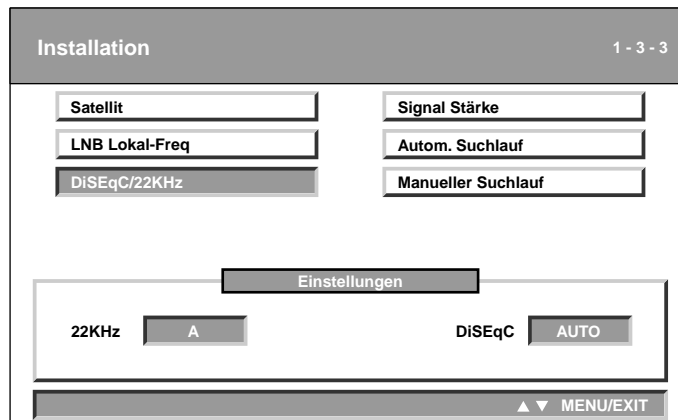 Installation 1 - 3 - 3
Satellit Signal Stärke
LNB Lokal-Freq Autom. Suchlauf
DiSEqC/22KHz Manueller Suchlauf
Einstellungen
22KHz A DiSEqC AUTO
▲ ▼ MENU/EXIT